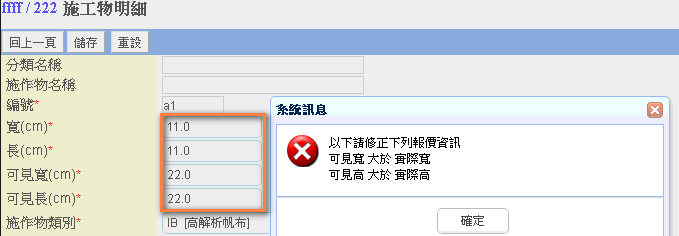 ffff / 222 施工物明細
回上一頁 儲存 重設
分類名稱
施作物名稱
編號* a1
寬(cm)* 11.0
長(cm)* 11.0
可見寬(cm)* 22.0
可見長(cm)* 22.0
施作物類別* IB [高解析帆布]
系統訊息
以下請修正下列報價資訊
可見寬 大於 實際寬
可見高 大於 實際高
確定